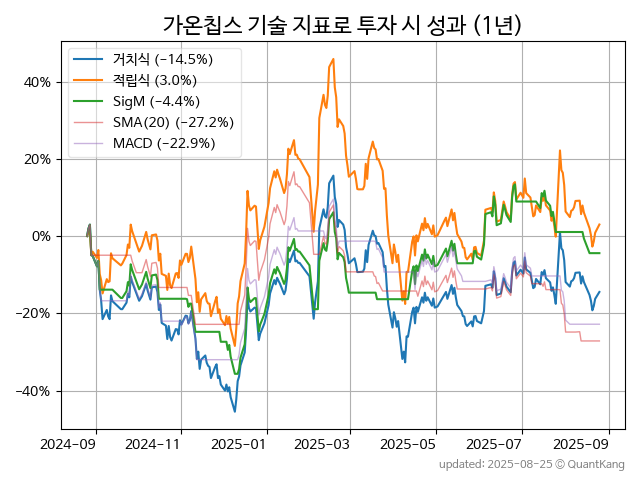 가온칩스 기술 지표로 투자 시 성과 (1년)
거치식 (−14.5%)
적립식 (3.0%)
SigM (−4.4%)
SMA(20) (−27.2%)
MACD (−22.9%)
40%
20%
0%
−20%
−40%
2024-09
2024-11
2025-01
2025-03
2025-05
2025-07
2025-09
updated: 2025-08-25 © QuantKang